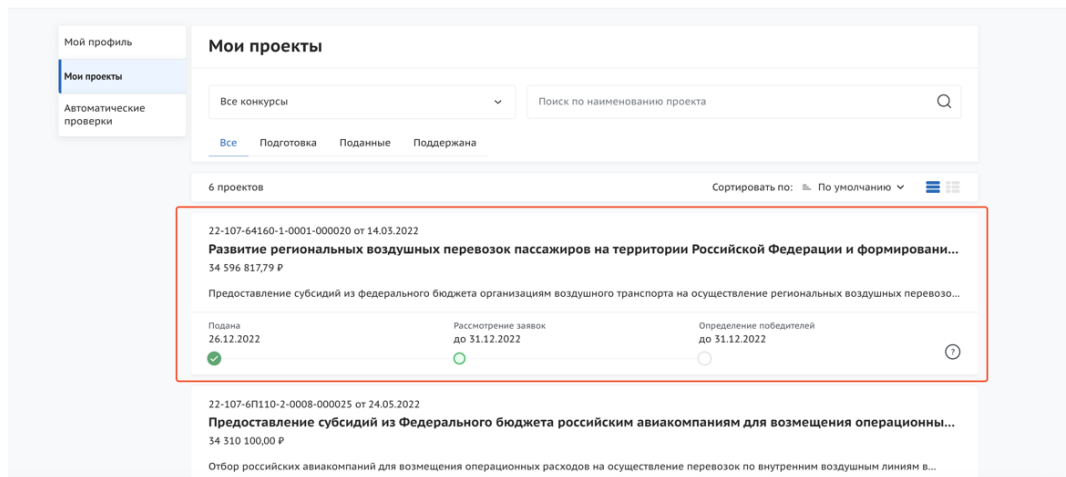 Мой профиль
Мои проекты
Автоматические
проверки
Мои проекты
Все конкурсы
Поиск по наименованию проекта
Все Подготовка Поданные Поддержана
6 проектов
Сортировать по: По умолчанию
22-107-64160-1-0001-000020 от 14.03.2022
Развитие региональных воздушных перевозок пассажиров на территории Российской Федерации и формировани...
34 596 817,79 ₽
Предоставление субсидий из федерального бюджета организациям воздушного транспорта на осуществление региональных воздушных перевозо...
Подана Рассмотрение заявок Определение победителей
26.12.2022 до 31.12.2022 до 31.12.2022
?
22-107-6П110-2-0008-000025 от 24.05.2022
Предоставление субсидий из Федерального бюджета российским авиакомпаниям для возмещения операционны...
34 310 100,00 ₽
Отбор российских авиакомпаний для возмещения операционных расходов на осуществление перевозок по внутренним воздушным линиям в...